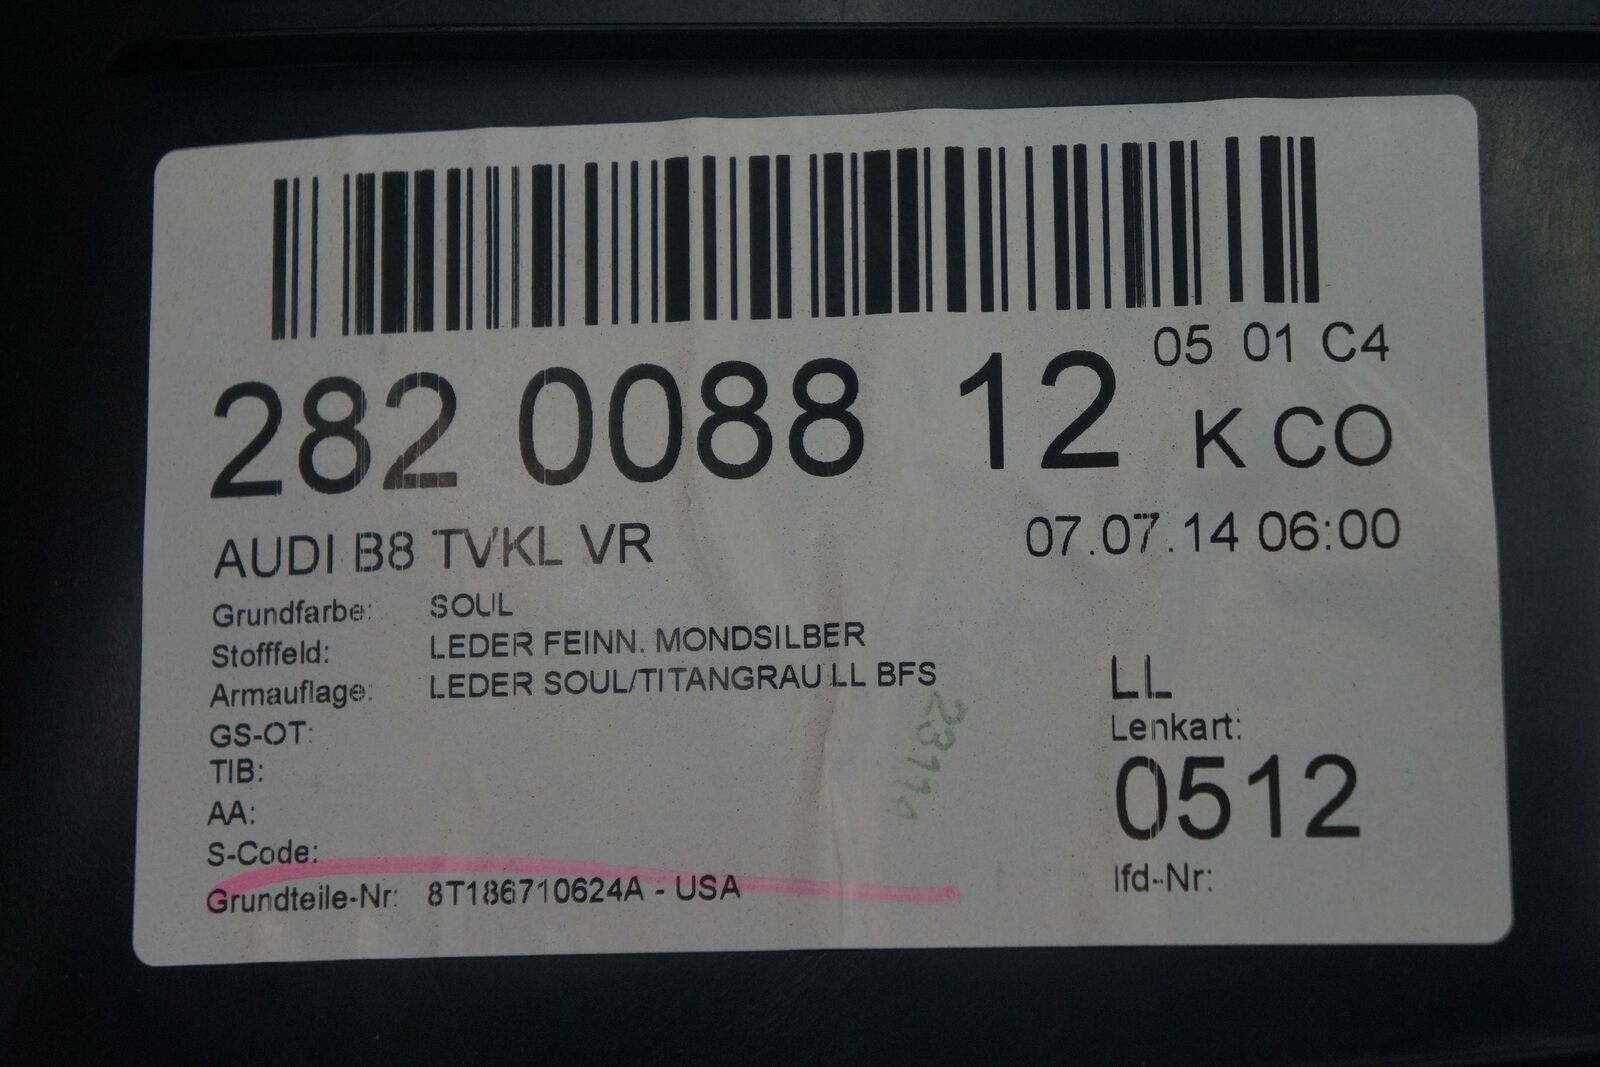 05 01 C4
282 0088 12 K CO
AUDI B8 TVKL VR
07.07.14 06:00
Grundfarbe: SOUL
Stofffeld: LEDER FEINN. MONDSILBER
Armauflage: LEDER SOUL/TITANGRAU LL BFS
GS-OT:
TIB:
AA:
S-Code:
Grundteile-Nr: 8T186710624A - USA
LL
Lenkart:
0512
lfd-Nr: